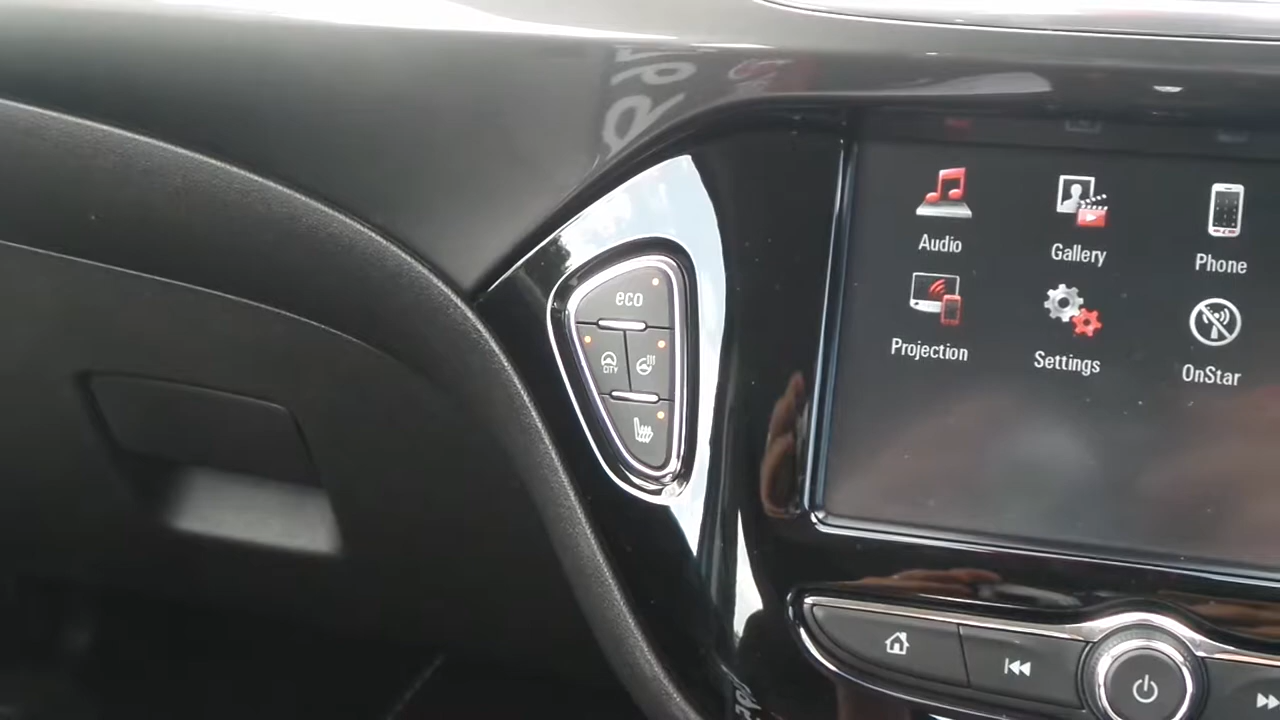 Audio
Gallery
Phone
eco
Projection
Settings
OnStar
CITY